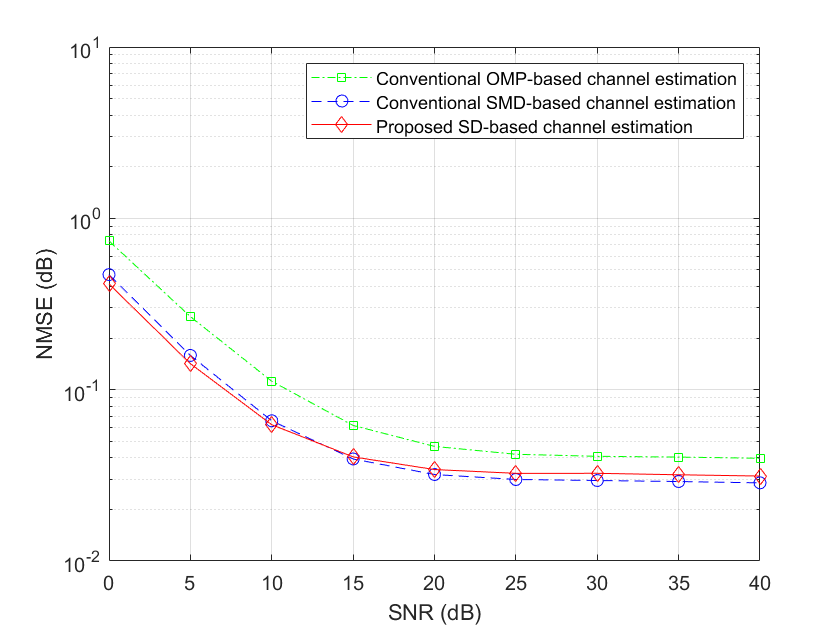 Conventional OMP-based channel estimation
Conventional SMD-based channel estimation
Proposed SD-based channel estimation
NMSE (dB)
10^1
10^0
10^-1
10^-2
0 5 10 15 20 25 30 35 40
SNR (dB)